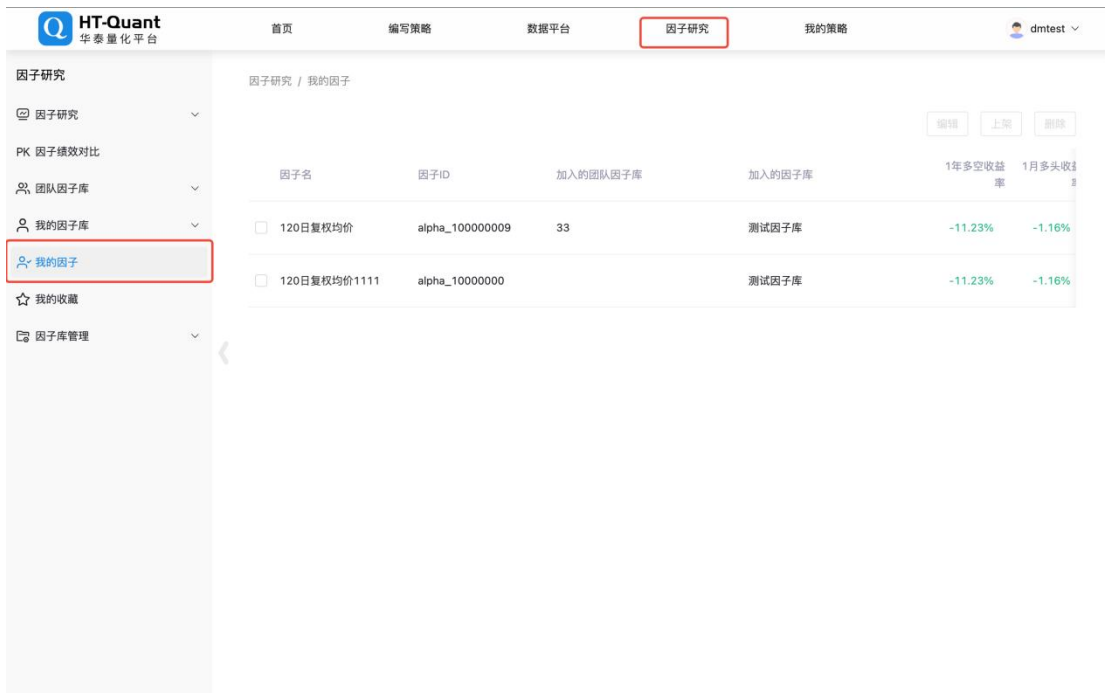 HT-Quant
华泰量化平台
首页
编写策略
数据平台
因子研究
我的策略
dmtest
因子研究
因子研究
PK 因子绩效对比
团队因子库
我的因子库
我的因子
我的收藏
因子库管理
因子研究 / 我的因子
编辑
上架
删除
因子名
因子ID
加入的团队因子库
加入的因子库
1年多空收益
率
1月多头收益
120日复权均价
alpha_100000009
33
测试因子库
-11.23%
-1.16%
120日复权均价1111
alpha_10000000
测试因子库
-11.23%
-1.16%